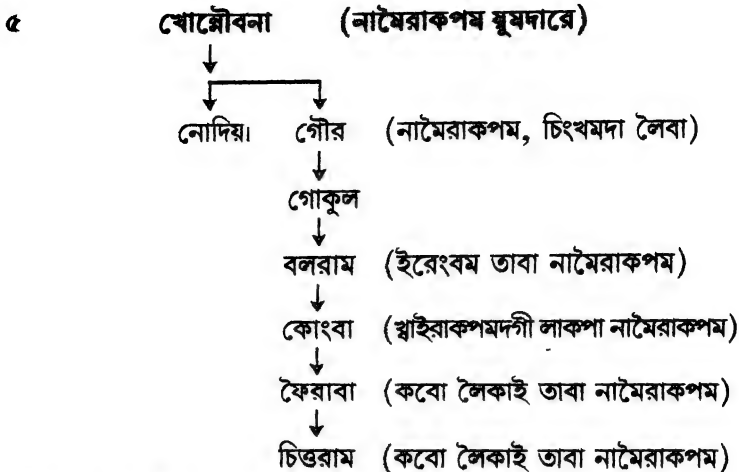 ৫ খোন্নৌবনা (নামৈরাকপম য়ুমদারে)
নোদিয়া গৌর (নামৈরাকপম, চিংখমদা লৈবা)
গোকুল
বলরাম (ইরেংবম তাবা নামৈরাকপম)
কোংবা (খ্বাইরাকপমদগী লাকপা নামৈরাকপম)
ফৈরাবা (কবো লৈকাই তাবা নামৈরাকপম)
চিত্তরাম (কবো লৈকাই তাবা নামৈরাকপম)